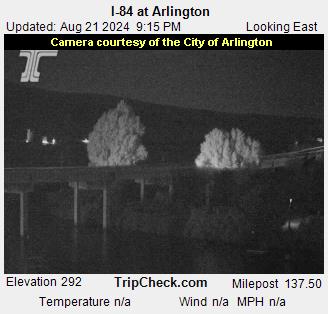 I-84 at Arlington
Updated: Aug 21 2024 9:15 PM Looking East
Camera courtesy of the City of Arlington
Elevation 292 TripCheck.com Milepost 137.50
Temperature n/a Wind n/a MPH n/a